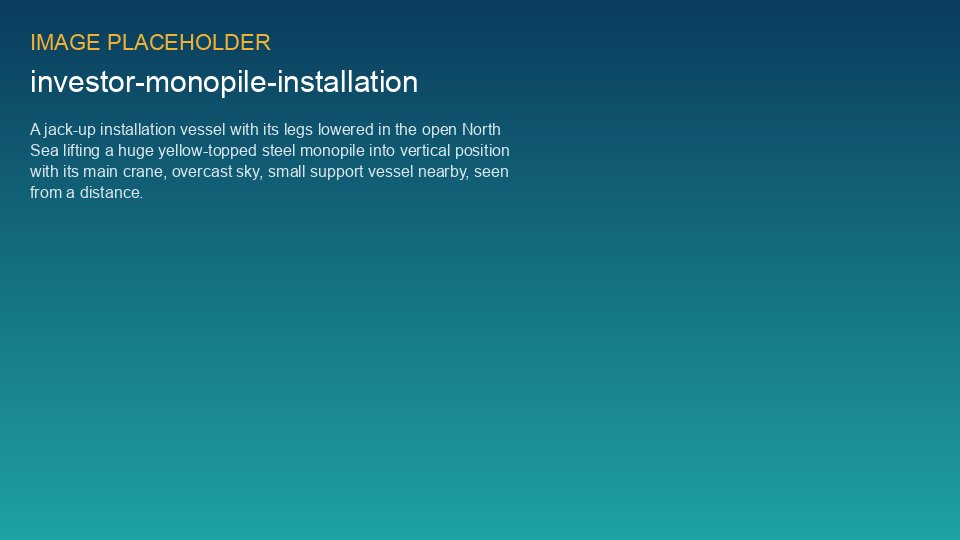 IMAGE PLACEHOLDER
investor-monopile-installation
A jack-up installation vessel with its legs lowered in the open North
Sea lifting a huge yellow-topped steel monopile into vertical position
with its main crane, overcast sky, small support vessel nearby, seen
from a distance.